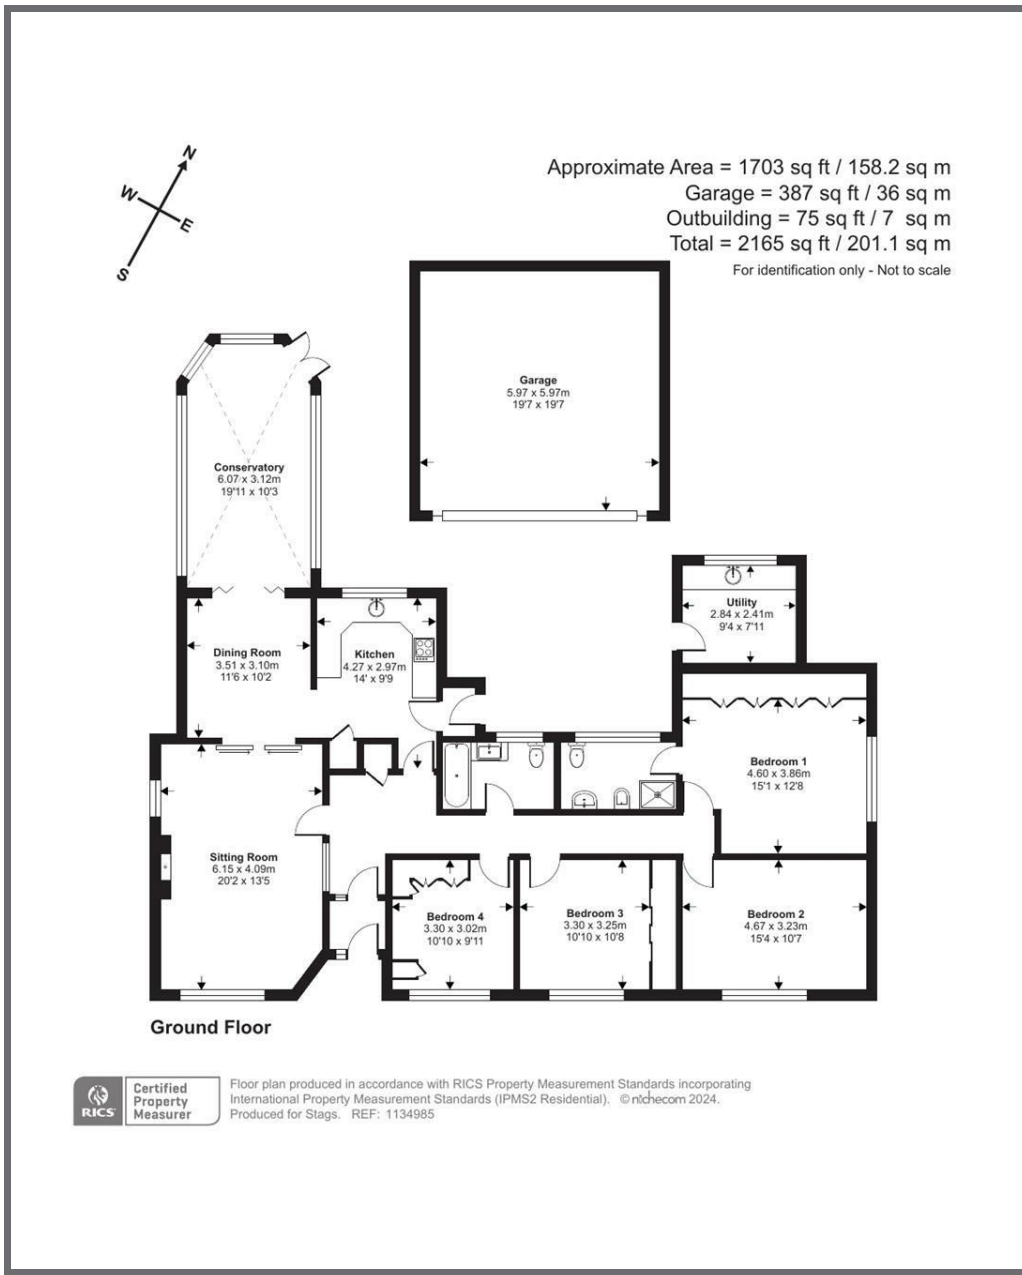 N
W
E
S
Approximate Area = 1703 sq ft / 158.2 sq m
Garage = 387 sq ft / 36 sq m
Outbuilding = 75 sq ft / 7 sq m
Total = 2165 sq ft / 201.1 sq m
For identification only - Not to scale
Garage
5.97 x 5.97m
19'7 x 19'7
Conservatory
6.07 x 3.12m
19'11 x 10'3
Utility
2.84 x 2.41m
9'4 x 7'11
Dining Room
3.51 x 3.10m
11'6 x 10'2
Kitchen
4.27 x 2.97m
14' x 9'9
Bedroom 1
4.60 x 3.86m
15'1 x 12'8
Sitting Room
6.15 x 4.09m
20'2 x 13'5
Bedroom 4
3.30 x 3.02m
10'10 x 9'11
Bedroom 3
3.30 x 3.25m
10'10 x 10'8
Bedroom 2
4.67 x 3.23m
15'4 x 10'7
Ground Floor
RICS
Certified
Property
Measurer
Floor plan produced in accordance with RICS Property Measurement Standards incorporating
International Property Measurement Standards (IPMS2 Residential). © nichecom 2024.
Produced for Stags. REF: 1134985